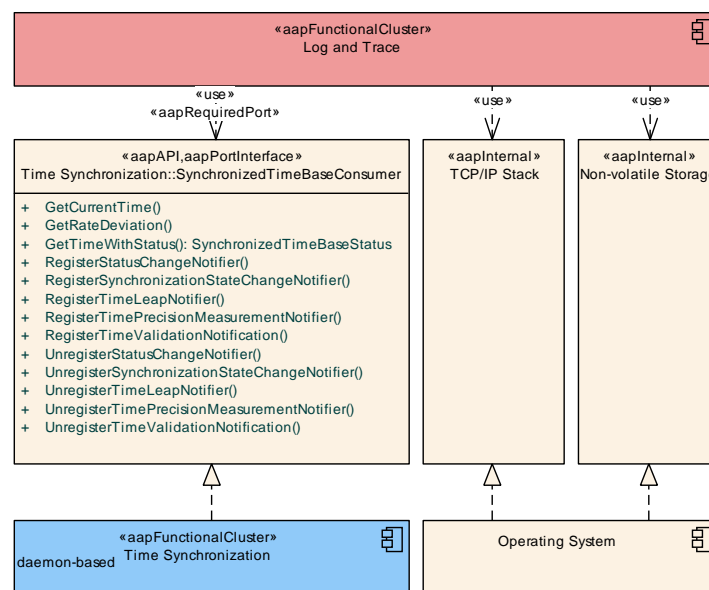 «aapFunctionalCluster»
Log and Trace
«use»
«aapRequiredPort»
«use»
«use»
«aapAPI,aapPortInterface»
Time Synchronization::SynchronizedTimeBaseConsumer
+ GetCurrentTime()
+ GetRateDeviation()
+ GetTimeWithStatus(): SynchronizedTimeBaseStatus
+ RegisterStatusChangeNotifier()
+ RegisterSynchronizationStateChangeNotifier()
+ RegisterTimeLeapNotifier()
+ RegisterTimePrecisionMeasurementNotifier()
+ RegisterTimeValidationNotification()
+ UnregisterStatusChangeNotifier()
+ UnregisterSynchronizationStateChangeNotifier()
+ UnregisterTimeLeapNotifier()
+ UnregisterTimePrecisionMeasurementNotifier()
+ UnregisterTimeValidationNotification()
«aapInternal»
TCP/IP Stack
«aapInternal»
Non-volatile Storage
«aapFunctionalCluster»
Time Synchronization
daemon-based
Operating System